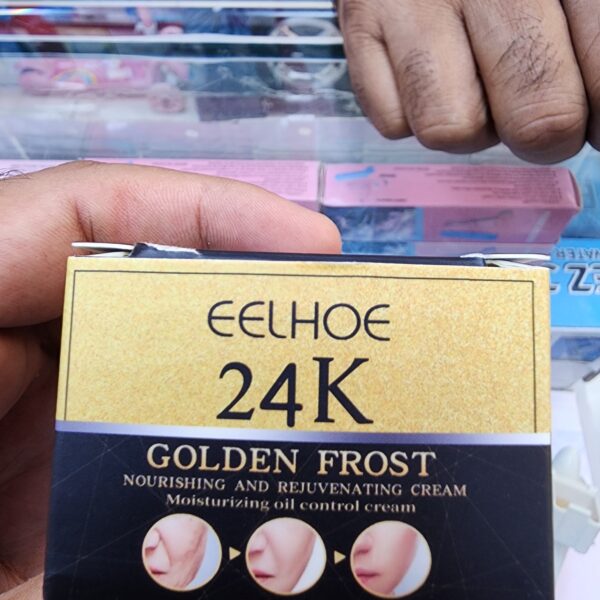 EELHOE
24K
GOLDEN FROST
NOURISHING AND REJUVENATING CREAM
Moisturizing oil control cream